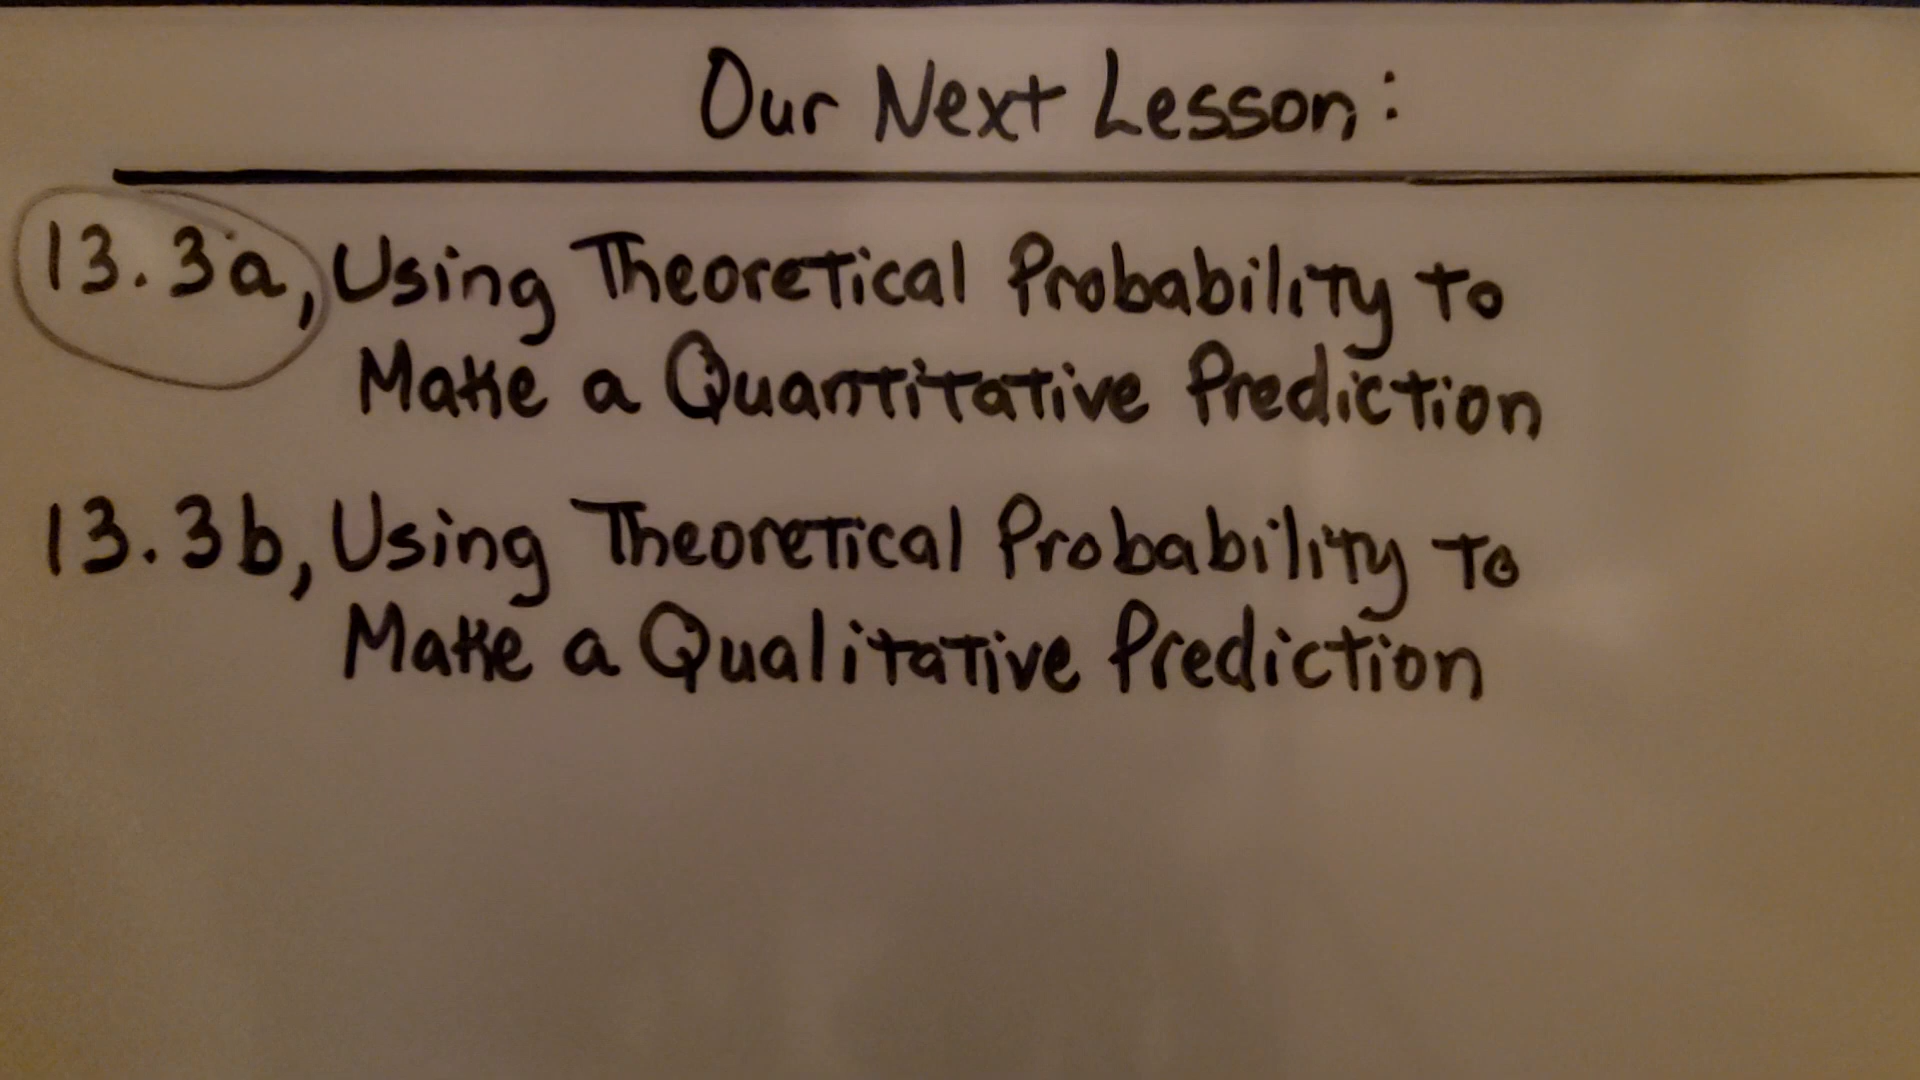 Our Next Lesson:
13.3a, Using Theoretical Probability to
Make a Quantitative Prediction
13.3b, Using Theoretical Probability to
Make a Qualitative Prediction